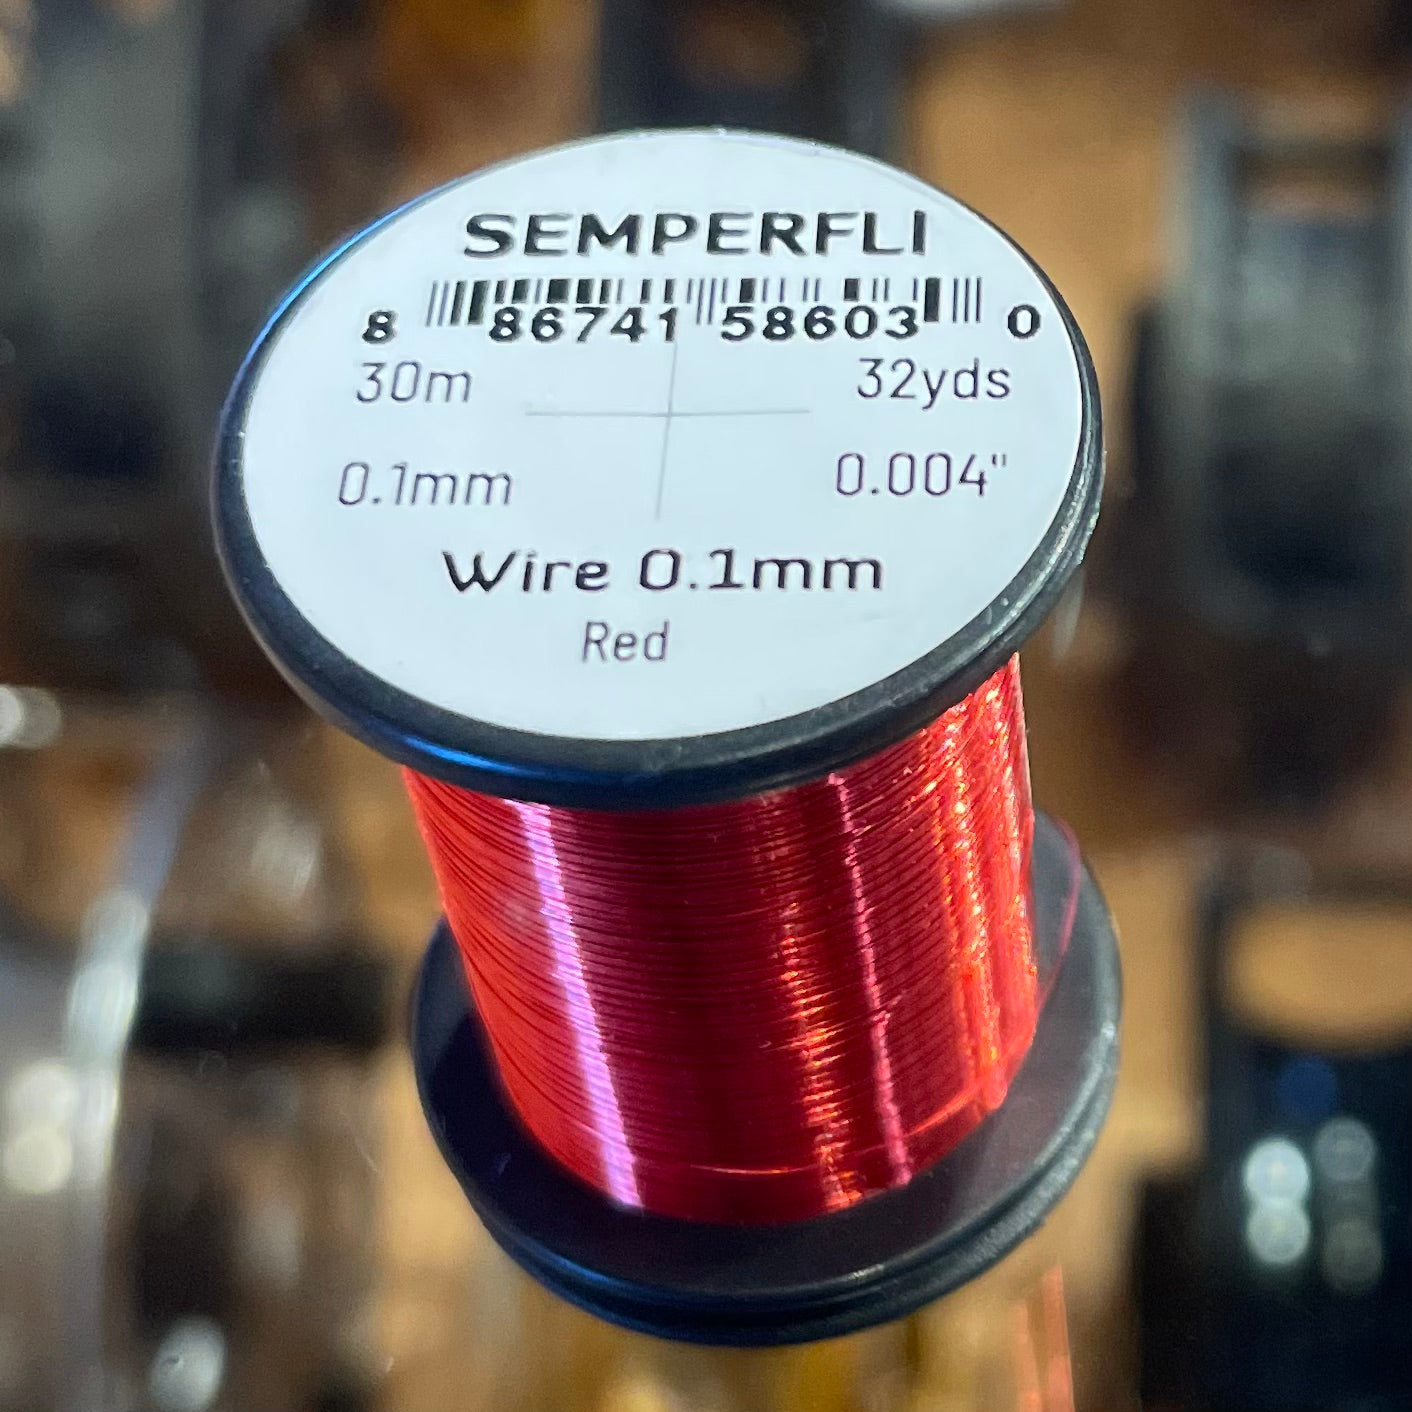 SEMPERFLI
8 86741 58603 0
30m 32yds
0.1mm 0.004"
Wire 0.1mm
Red